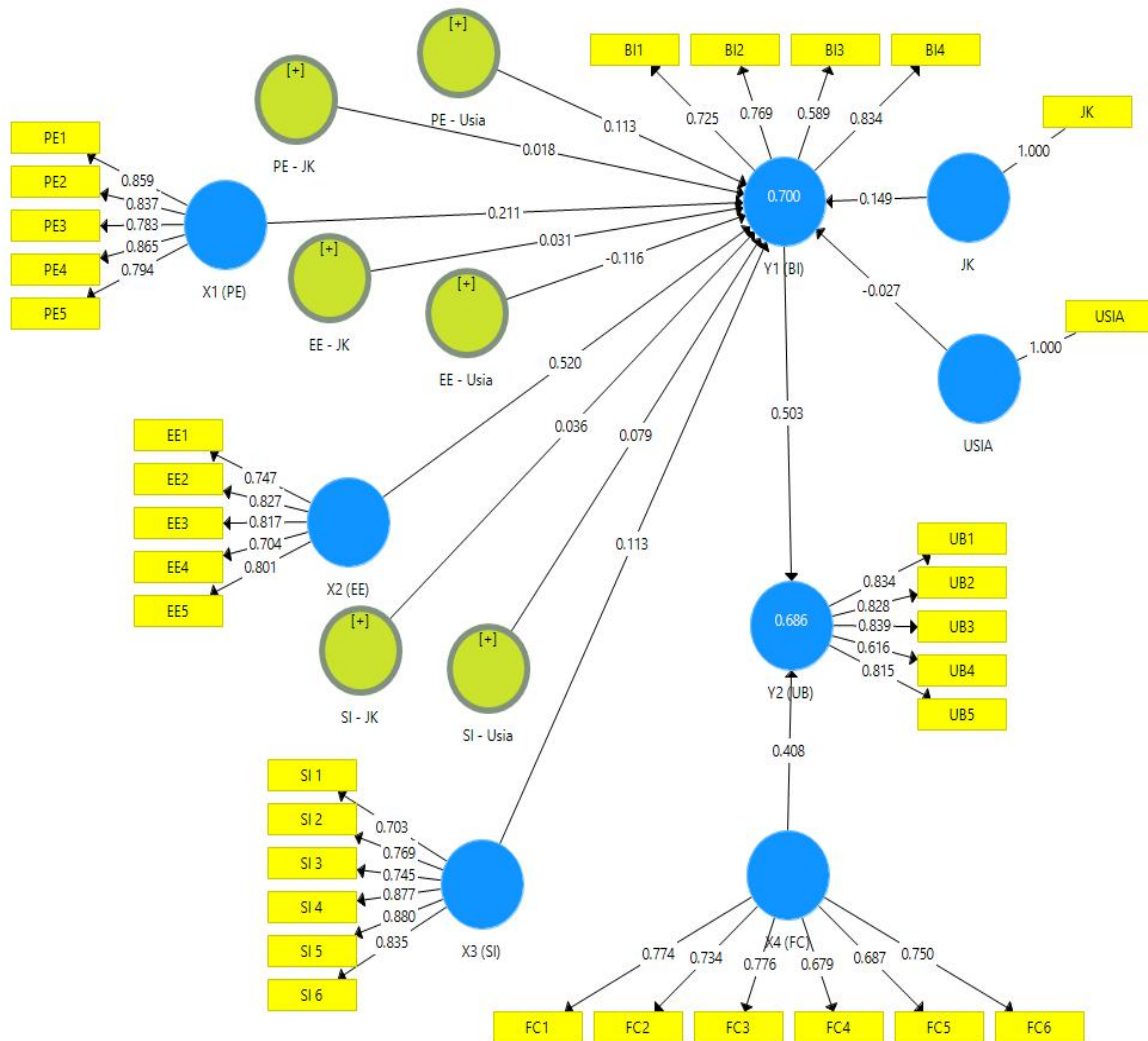 [+]
PE - Usia
[+]
PE - JK
BI1
BI2
BI3
BI4
0.725
0.769
0.589
0.834
JK
1.000
JK
0.149
0.113
0.018
PE1
PE2
PE3
PE4
PE5
0.859
0.837
0.783
0.865
0.794
X1 (PE)
0.211
0.700
Y1 (BI)
[+]
EE - JK
0.031
[+]
EE - Usia
-0.116
-0.027
USIA
1.000
USIA
0.520
0.036
0.079
0.503
EE1
EE2
EE3
EE4
EE5
0.747
0.827
0.817
0.704
0.801
X2 (EE)
0.113
[+]
SI - JK
[+]
SI - Usia
0.686
Y2 (UB)
0.834
0.828
0.839
0.616
0.815
UB1
UB2
UB3
UB4
UB5
0.408
SI 1
SI 2
SI 3
SI 4
SI 5
SI 6
0.703
0.769
0.745
0.877
0.880
0.835
X3 (SI)
X4 (FC)
0.774
0.734
0.776
0.679
0.687
0.750
FC1
FC2
FC3
FC4
FC5
FC6